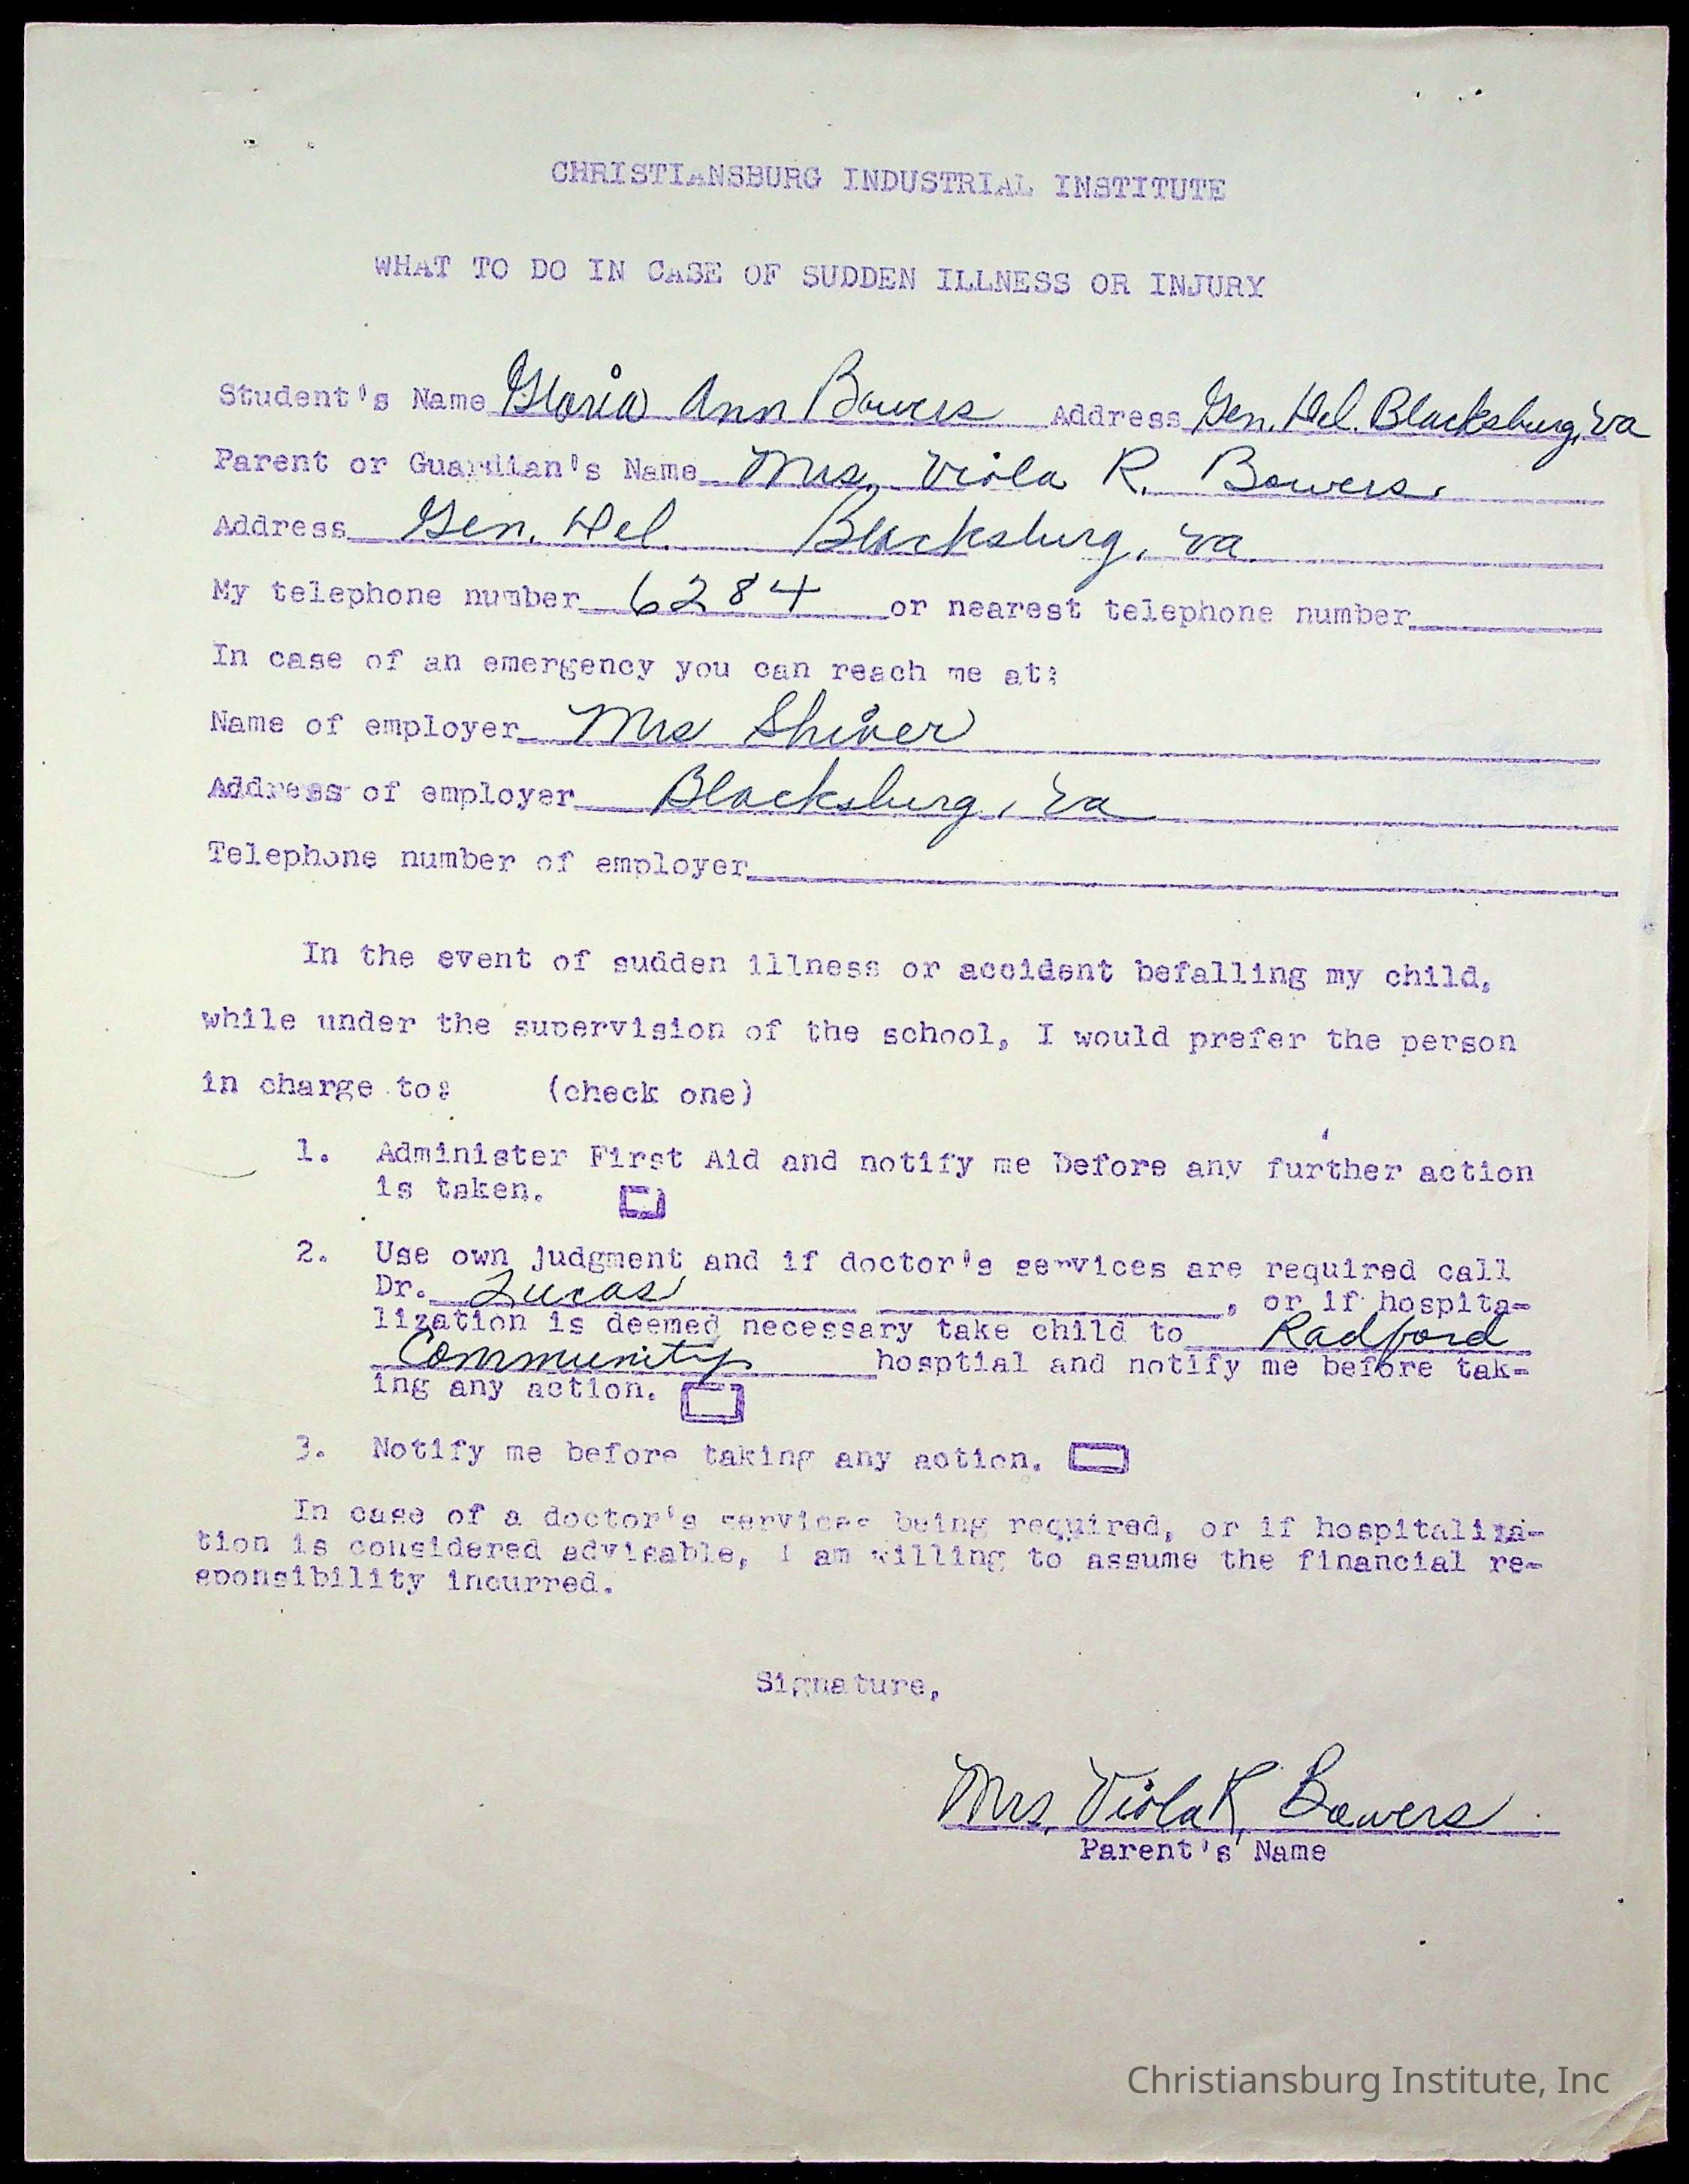 CHRISTIANSBURG INDUSTRIAL INSTITUTE
WHAT TO DO IN CASE OF SUDDEN ILLNESS OR INJURY
Student's Name Gloria Ann Bowers Address Gen. Del. Blacksburg, Va
Parent or Guardian's Name Mrs. Viola R. Bowers.
Address Gen. Del. Blacksburg, Va
My telephone number 6284 or nearest telephone number
In case of an emergency you can reach me at:
Name of employer Mrs Shiver
Address of employer Blacksburg, Va
Telephone number of employer
In the event of sudden illness or accident befalling my child,
while under the supervision of the school, I would prefer the person
in charge to: (check one)
1. Administer First Aid and notify me before any further action
is taken.
2. Use own judgment and if doctor's services are required call
Dr. Lucas , or if hospita-
lization is deemed necessary take child to Radford
Community hosptial and notify me before tak-
ing any action.
3. Notify me before taking any action.
In case of a doctor's services being required, or if hospitaliza-
tion is considered advisable, I am willing to assume the financial re-
sponsibility incurred.
Signature,
Mrs. Viola R. Bowers
Parent's Name
Christiansburg Institute, Inc